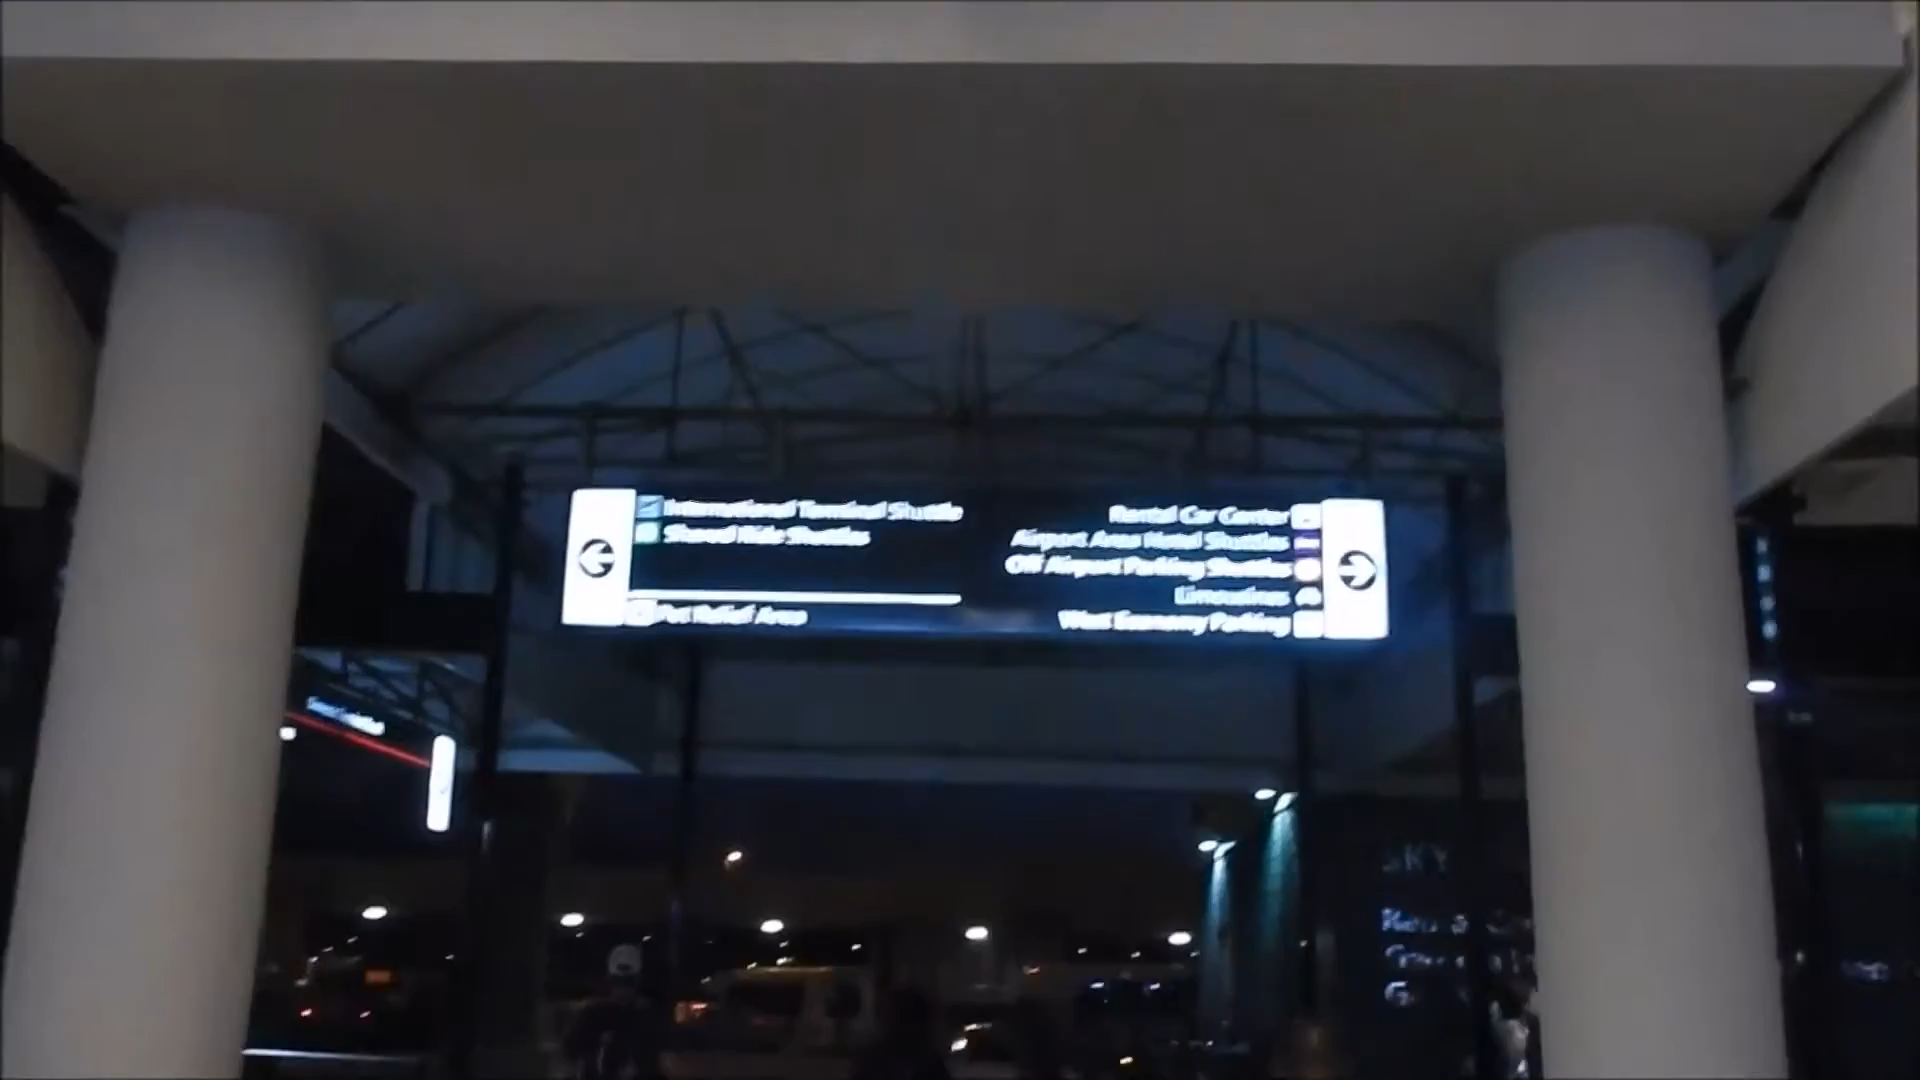 International Terminal Shuttle
Shared Ride Shuttles
Pet Relief Area
Rental Car Center
Airport Area Hotel Shuttles
Off Airport Parking Shuttles
Limousines
West Economy Parking
SKY